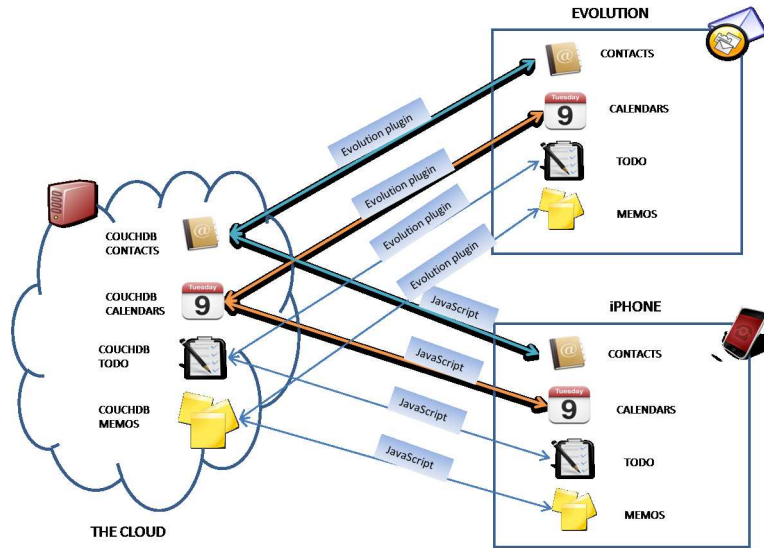 EVOLUTION
CONTACTS
Tuesday
9
CALENDARS
TODO
MEMOS
Evolution plugin
Evolution plugin
Evolution plugin
Evolution plugin
COUCHDB
CONTACTS
@
COUCHDB
CALENDARS
Tuesday
9
COUCHDB
TODO
COUCHDB
MEMOS
THE CLOUD
JavaScript
JavaScript
JavaScript
JavaScript
iPHONE
@
CONTACTS
Tuesday
9
CALENDARS
TODO
MEMOS